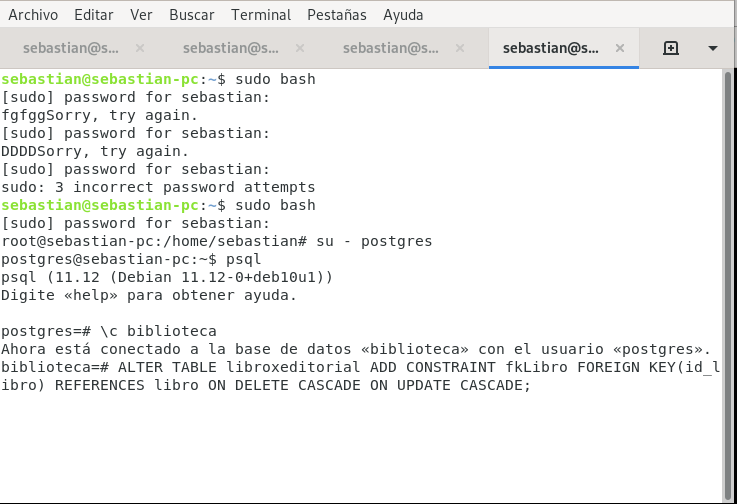 Archivo Editar Ver Buscar Terminal Pestañas Ayuda
sebastian@s... × sebastian@s... × sebastian@s... × sebastian@s... ×
sebastian@sebastian-pc:~$ sudo bash
[sudo] password for sebastian:
fgfggSorry, try again.
[sudo] password for sebastian:
DDDDSorry, try again.
[sudo] password for sebastian:
sudo: 3 incorrect password attempts
sebastian@sebastian-pc:~$ sudo bash
[sudo] password for sebastian:
root@sebastian-pc:/home/sebastian# su - postgres
postgres@sebastian-pc:~$ psql
psql (11.12 (Debian 11.12-0+deb10u1))
Digite «help» para obtener ayuda.
postgres=# \c biblioteca
Ahora está conectado a la base de datos «biblioteca» con el usuario «postgres».
biblioteca=# ALTER TABLE libroxeditorial ADD CONSTRAINT fkLibro FOREIGN KEY(id_l
ibro) REFERENCES libro ON DELETE CASCADE ON UPDATE CASCADE;